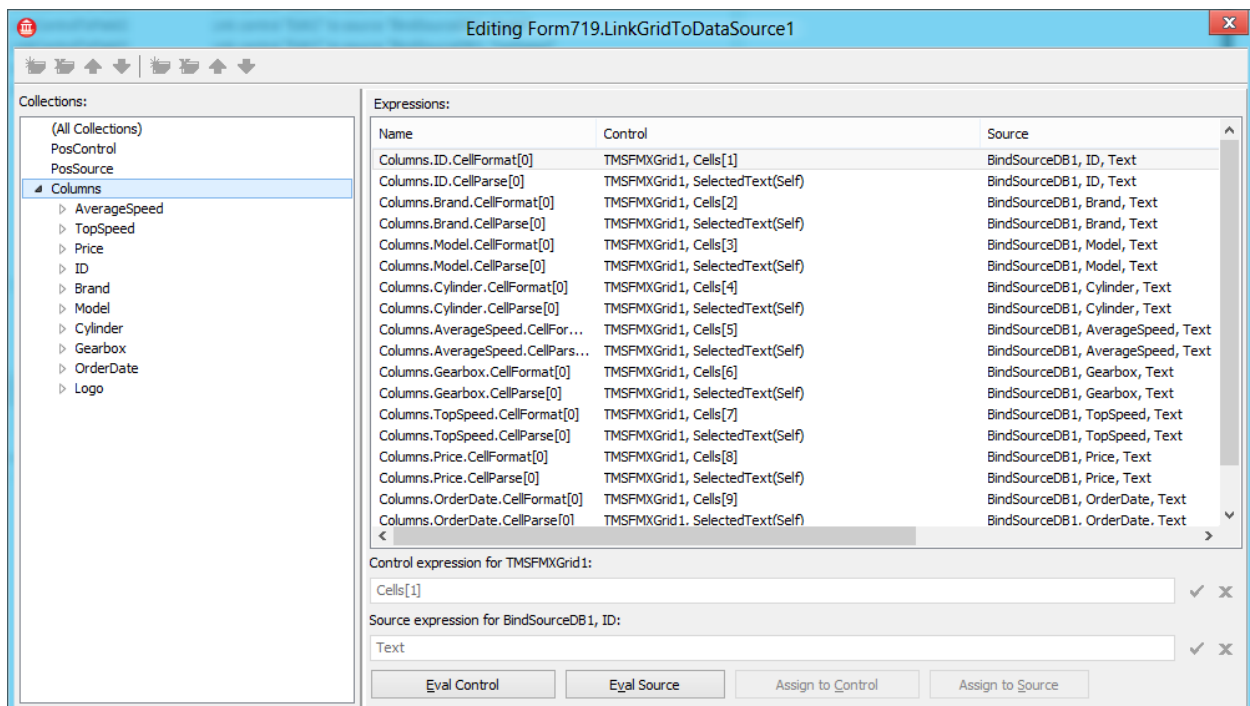 Editing Form719.LinkGridToDataSource1
Collections:
(All Collections)
PosControl
PosSource
Columns
AverageSpeed
TopSpeed
Price
ID
Brand
Model
Cylinder
Gearbox
OrderDate
Logo
Expressions:
Name Control Source
Columns.ID.CellFormat[0] TMSFMXGrid1, Cells[1] BindSourceDB1, ID, Text
Columns.ID.CellParse[0] TMSFMXGrid1, SelectedText(Self) BindSourceDB1, ID, Text
Columns.Brand.CellFormat[0] TMSFMXGrid1, Cells[2] BindSourceDB1, Brand, Text
Columns.Brand.CellParse[0] TMSFMXGrid1, SelectedText(Self) BindSourceDB1, Brand, Text
Columns.Model.CellFormat[0] TMSFMXGrid1, Cells[3] BindSourceDB1, Model, Text
Columns.Model.CellParse[0] TMSFMXGrid1, SelectedText(Self) BindSourceDB1, Model, Text
Columns.Cylinder.CellFormat[0] TMSFMXGrid1, Cells[4] BindSourceDB1, Cylinder, Text
Columns.Cylinder.CellParse[0] TMSFMXGrid1, SelectedText(Self) BindSourceDB1, Cylinder, Text
Columns.AverageSpeed.CellFor... TMSFMXGrid1, Cells[5] BindSourceDB1, AverageSpeed, Text
Columns.AverageSpeed.CellPars... TMSFMXGrid1, SelectedText(Self) BindSourceDB1, AverageSpeed, Text
Columns.Gearbox.CellFormat[0] TMSFMXGrid1, Cells[6] BindSourceDB1, Gearbox, Text
Columns.Gearbox.CellParse[0] TMSFMXGrid1, SelectedText(Self) BindSourceDB1, Gearbox, Text
Columns.TopSpeed.CellFormat[0] TMSFMXGrid1, Cells[7] BindSourceDB1, TopSpeed, Text
Columns.TopSpeed.CellParse[0] TMSFMXGrid1, SelectedText(Self) BindSourceDB1, TopSpeed, Text
Columns.Price.CellFormat[0] TMSFMXGrid1, Cells[8] BindSourceDB1, Price, Text
Columns.Price.CellParse[0] TMSFMXGrid1, SelectedText(Self) BindSourceDB1, Price, Text
Columns.OrderDate.CellFormat[0] TMSFMXGrid1, Cells[9] BindSourceDB1, OrderDate, Text
Columns.OrderDate.CellParse[0] TMSFMXGrid1, SelectedText(Self) BindSourceDB1, OrderDate, Text
Control expression for TMSFMXGrid1:
Cells[1]
Source expression for BindSourceDB1, ID:
Text
Eval Control Eval Source Assign to Control Assign to Source